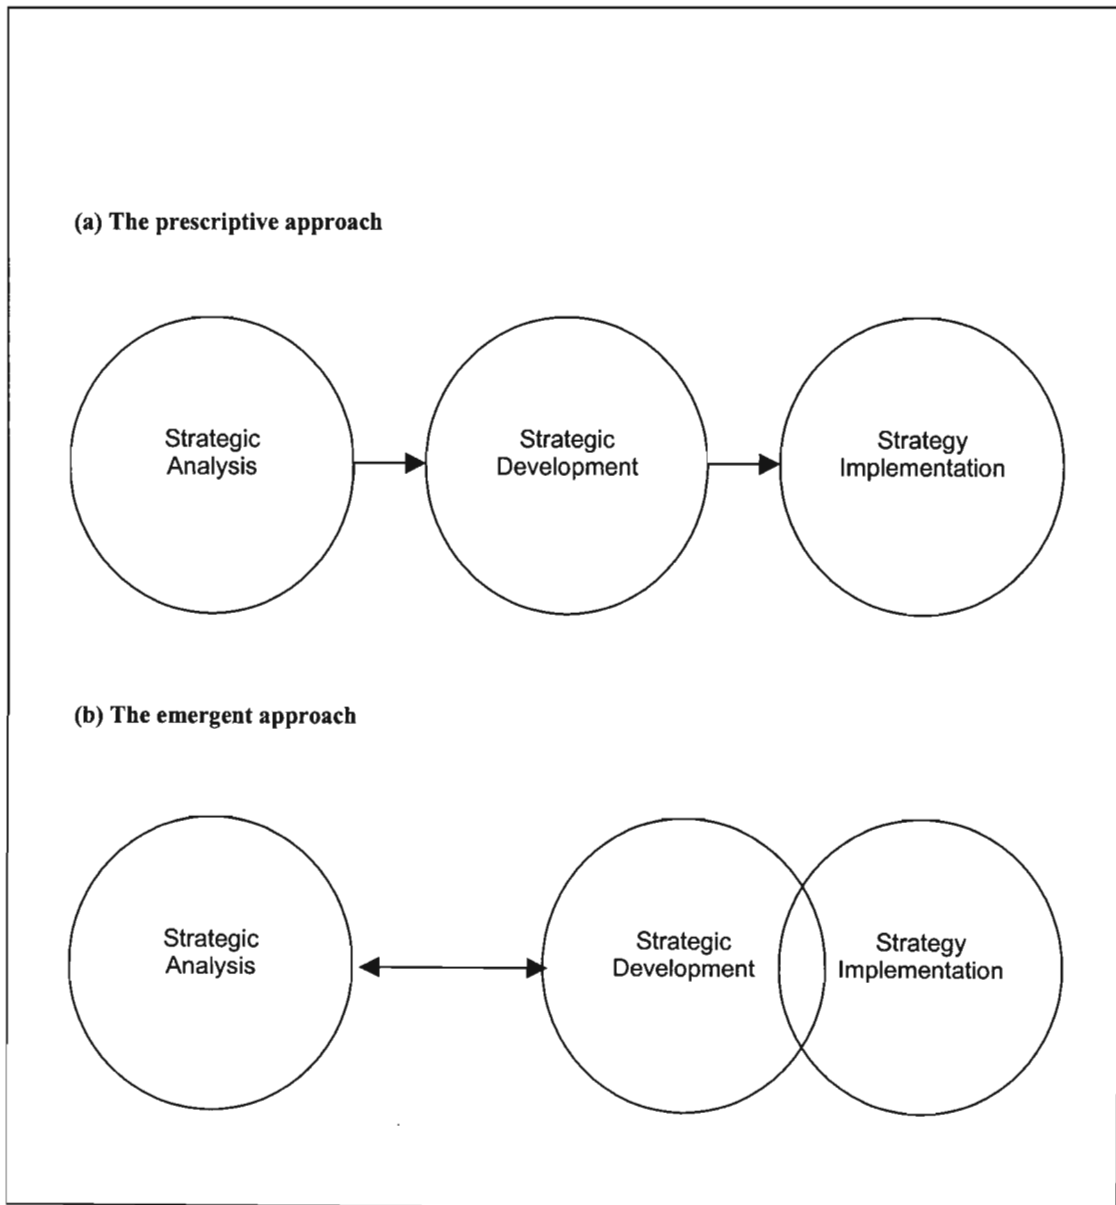 (a) The prescriptive approach
Strategic
Analysis
Strategic
Development
Strategy
Implementation
(b) The emergent approach
Strategic
Analysis
Strategic
Development
Strategy
Implementation